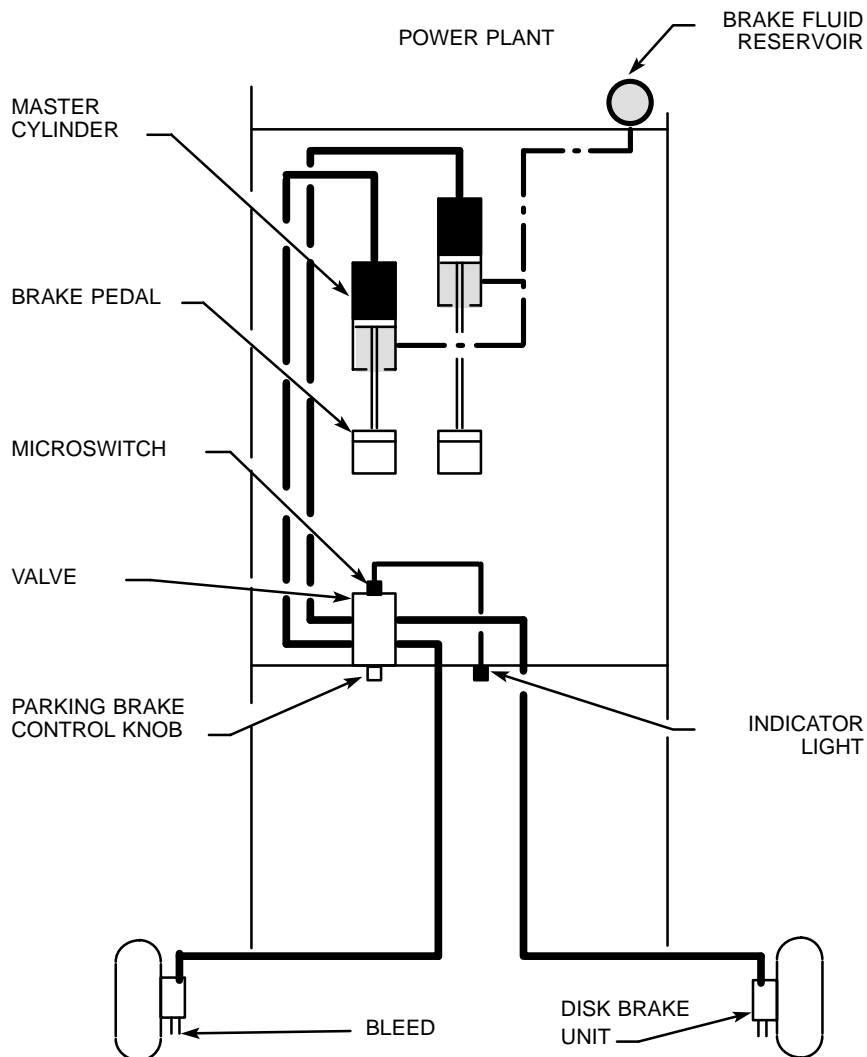 POWER PLANT
BRAKE FLUID
RESERVOIR
MASTER
CYLINDER
BRAKE PEDAL
MICROSWITCH
VALVE
PARKING BRAKE
CONTROL KNOB
INDICATOR
LIGHT
BLEED
DISK BRAKE
UNIT